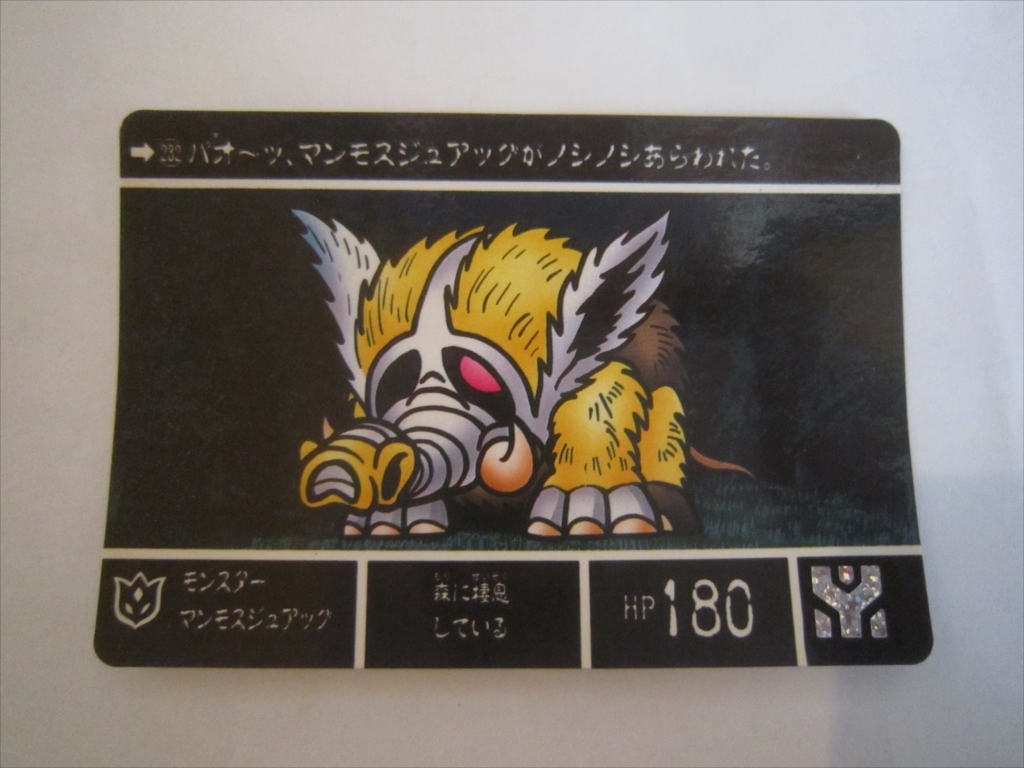 パオ〜ッ、マンモスジュアッグがノシノシあらわれた。
モンスター
マンモスジュアッグ
森に棲息
している
HP 180